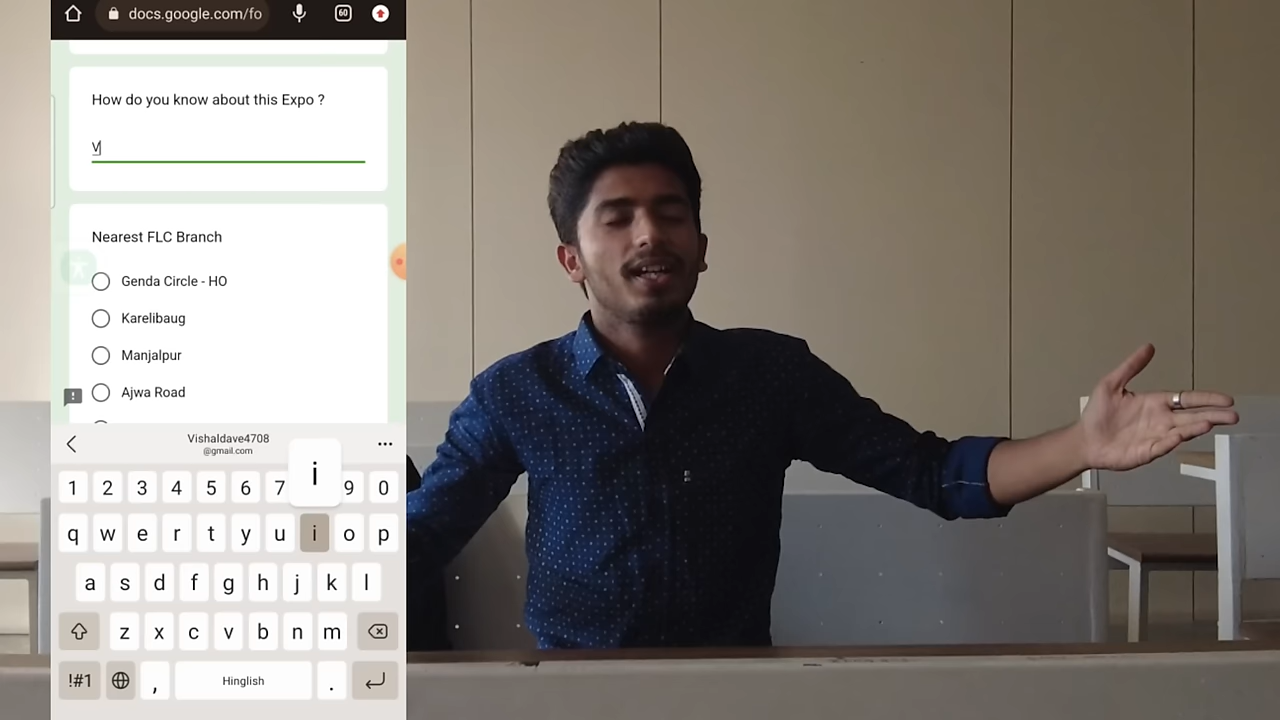 docs.google.com/fo
60
How do you know about this Expo ?
V
Nearest FLC Branch
Genda Circle - HO
Karelibaug
Manjalpur
Ajwa Road
Vishaldave4708
@gmail.com
i
1 2 3 4 5 6 7 9 0
q w e r t y u i o p
a s d f g h j k l
z x c v b n m
!#1 , Hinglish .